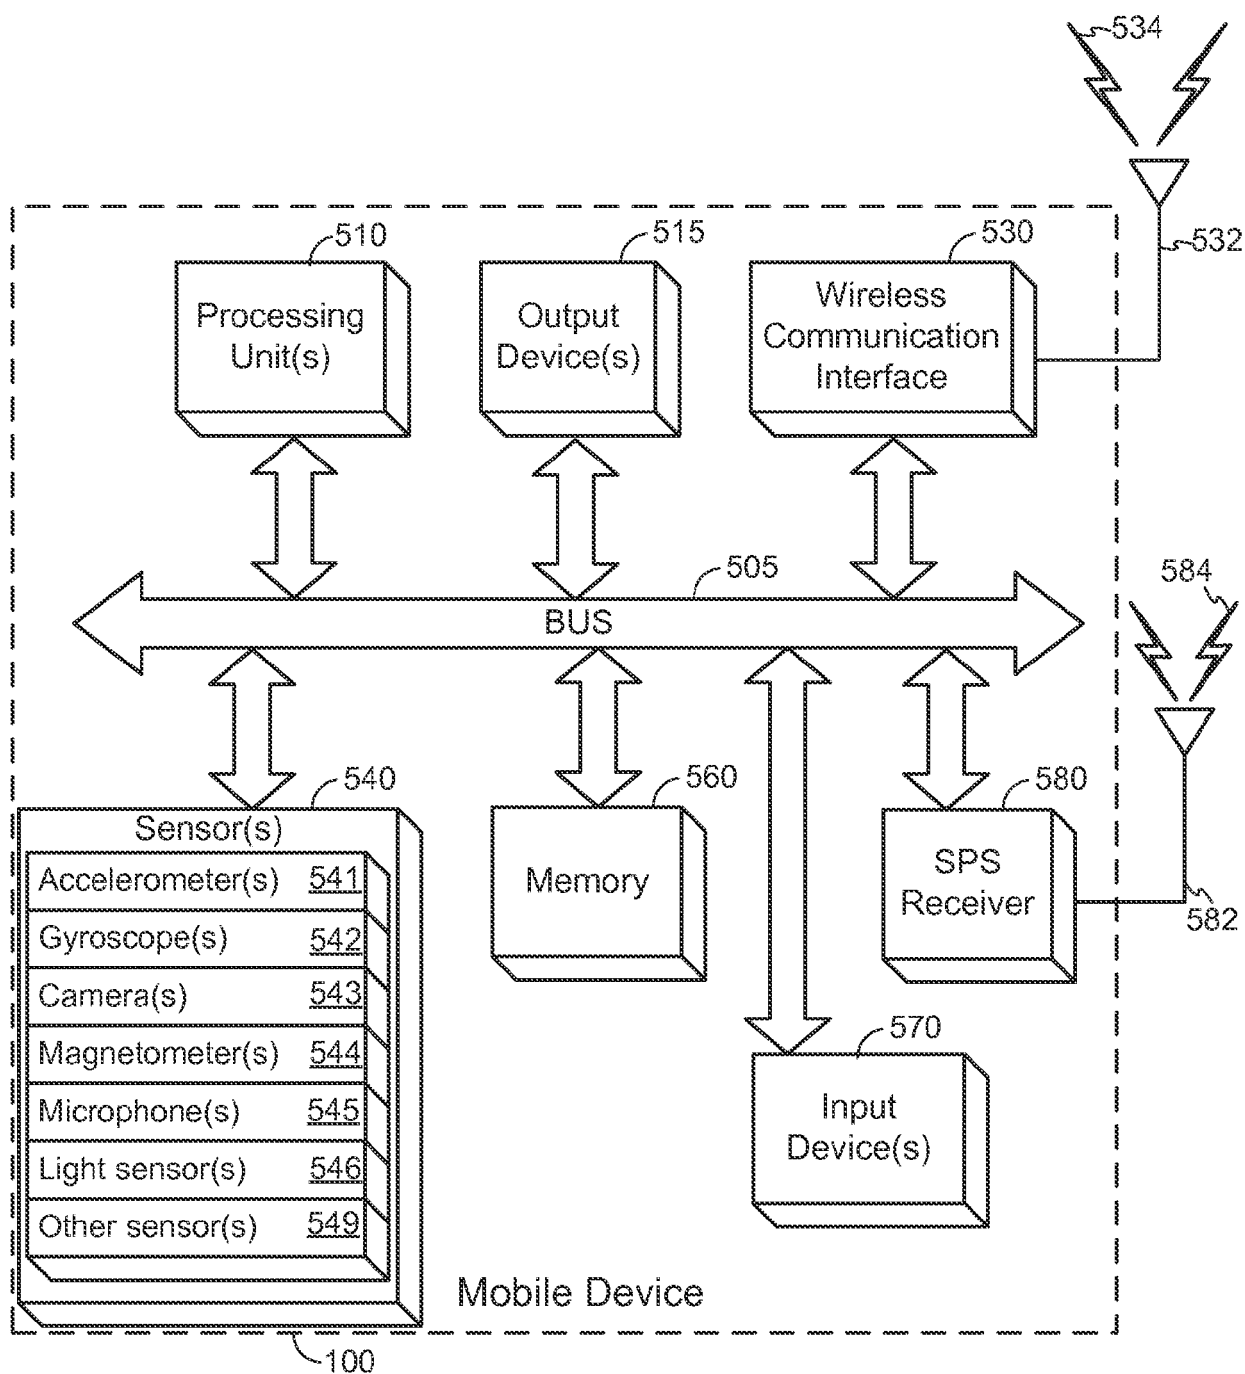 534
532
510
515
530
Processing
Unit(s)
Output
Device(s)
Wireless
Communication
Interface
505
BUS
584
582
540
Sensor(s)
Accelerometer(s) 541
Gyroscope(s) 542
Camera(s) 543
Magnetometer(s) 544
Microphone(s) 545
Light sensor(s) 546
Other sensor(s) 549
560
Memory
580
SPS
Receiver
570
Input
Device(s)
Mobile Device
100